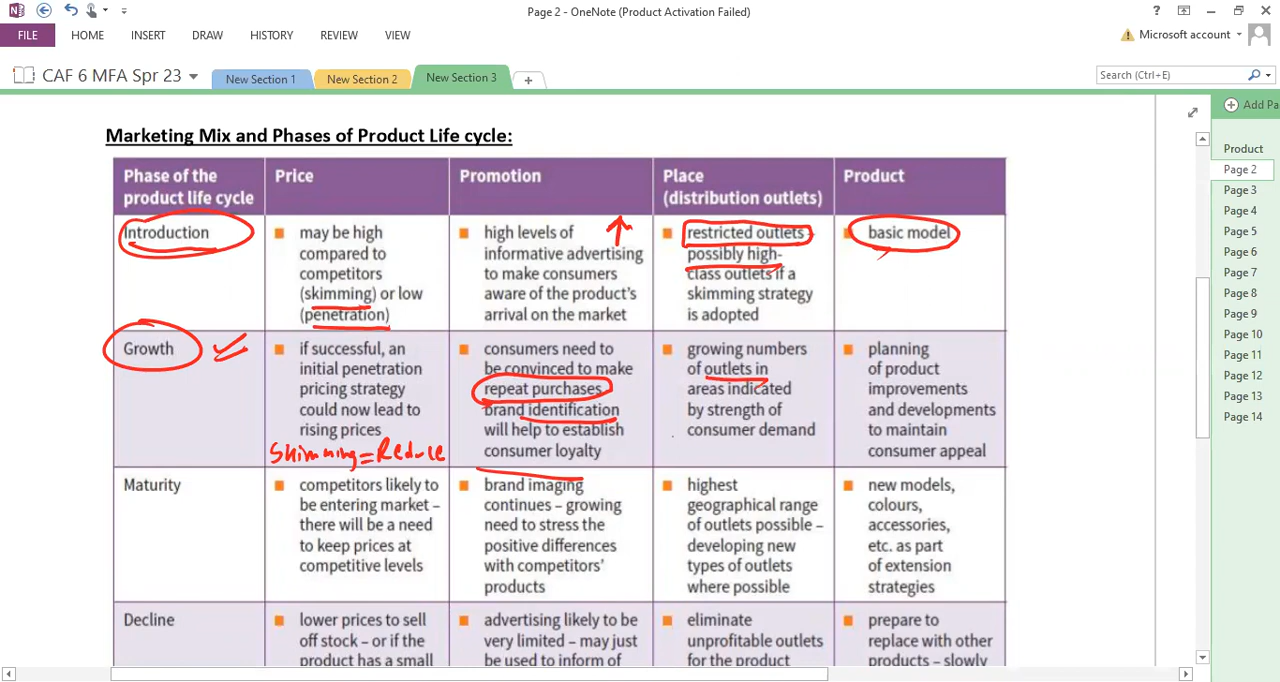 Page 2 - OneNote (Product Activation Failed)
FILE HOME INSERT DRAW HISTORY REVIEW VIEW
Microsoft account
CAF 6 MFA Spr 23
New Section 1 New Section 2 New Section 3
Search (Ctrl+E)
Marketing Mix and Phases of Product Life cycle:
Phase of the
product life cycle
Price
Promotion
Place
(distribution outlets)
Product
Introduction
may be high
compared to
competitors
(skimming) or low
(penetration)
high levels of
informative advertising
to make consumers
aware of the product's
arrival on the market
restricted outlets -
possibly high-
class outlets if a
skimming strategy
is adopted
basic model
Growth
if successful, an
initial penetration
pricing strategy
could now lead to
rising prices
Skimming=Reduce
consumers need to
be convinced to make
repeat purchases
brand identification
will help to establish
consumer loyalty
growing numbers
of outlets in
areas indicated
by strength of
consumer demand
planning
of product
improvements
and developments
to maintain
consumer appeal
Maturity
competitors likely to
be entering market –
there will be a need
to keep prices at
competitive levels
brand imaging
continues – growing
need to stress the
positive differences
with competitors'
products
highest
geographical range
of outlets possible –
developing new
types of outlets
where possible
new models,
colours,
accessories,
etc. as part
of extension
strategies
Decline
lower prices to sell
off stock – or if the
product has a small
advertising likely to be
very limited – may just
be used to inform of
eliminate
unprofitable outlets
for the product
prepare to
replace with other
products – slowly
Add Pa
Product
Page 2
Page 3
Page 4
Page 5
Page 6
Page 7
Page 8
Page 9
Page 10
Page 11
Page 12
Page 13
Page 14